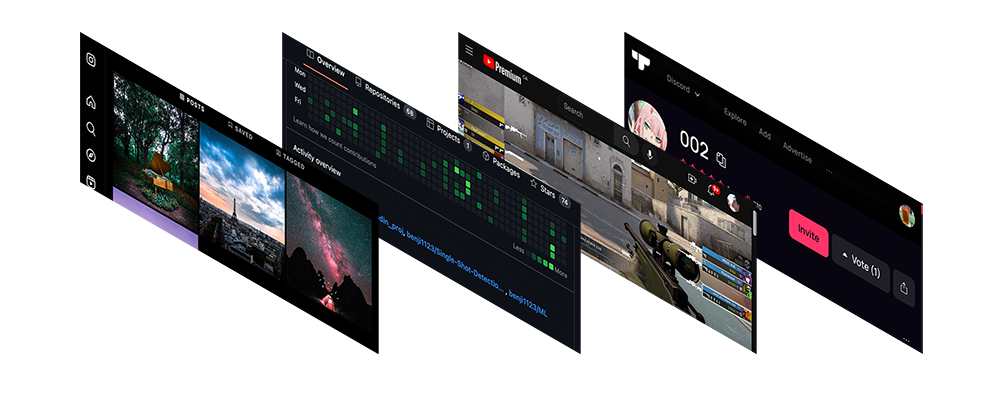 POSTS
SAVED
TAGGED
Overview
Repositories 68
Projects 1
Packages
Stars 74
Mon
Wed
Fri
Learn how we count contributions
Less
More
Activity overview
din_proj, benji1123/Single-Shot-Detectio... , benji1123/ML
Premium CA
Search
9+
Discord
Explore
Add
Advertise
...
002
Invite
Vote (1)
...